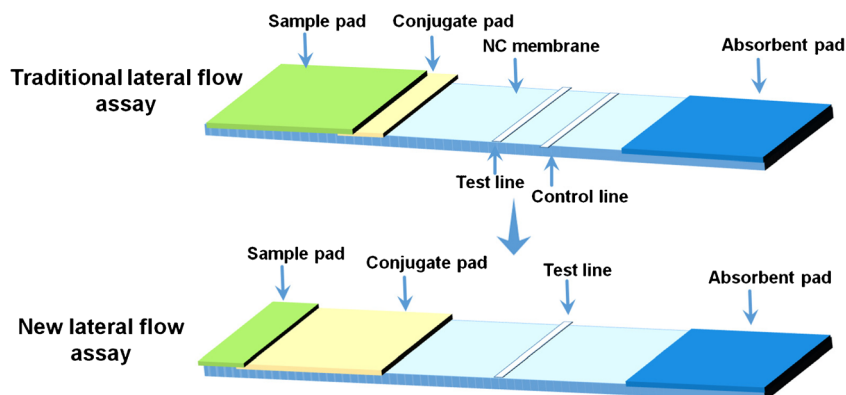 Sample pad
Conjugate pad
NC membrane
Absorbent pad
Traditional lateral flow
assay
Test line
Control line
Sample pad
Conjugate pad
Test line
Absorbent pad
New lateral flow
assay